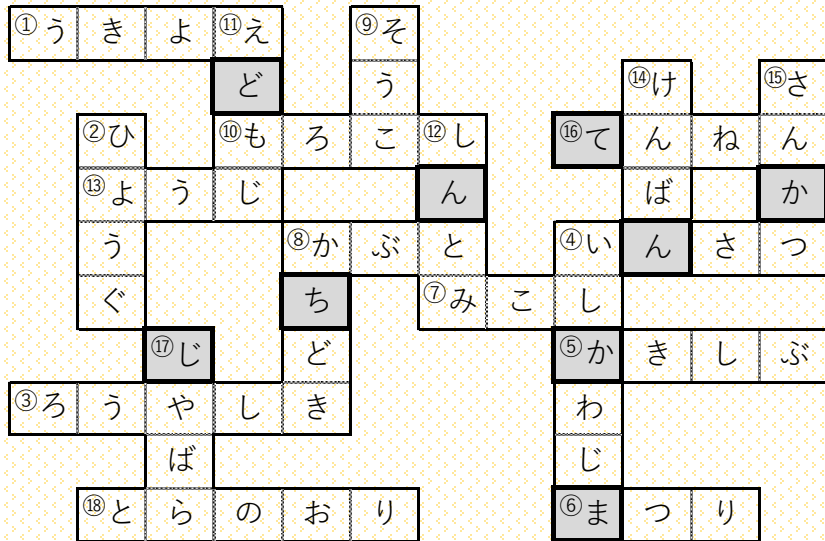 ①うきよ⑪え ⑨そ
ど う ⑭け ⑮さ
②ひ ⑩もろこ⑫し ⑯てんねん
⑬ようじ ん ば か
う ⑧かぶと ④いんさつ
ぐ ち ⑦みこし
⑰じ ど ⑤かきしぶ
③ろうやしき わ
ば じ
⑱とらのおり ⑥まつり